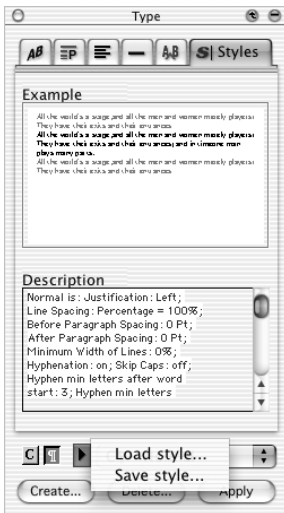 Type
AB P AB S Styles
Example
All the world's a stage, and all the men and women merely players:
They have their exits and their entrances;
All the world's a stage, and all the men and women merely players:
They have their exits and their entrances; and in time one man
plays many parts.
All the world's a stage, and all the men and women merely players:
They have their exits and their entrances
Description
Normal is: Justification: Left;
Line Spacing: Percentage = 100%;
Before Paragraph Spacing: 0 Pt;
After Paragraph Spacing: 0 Pt;
Minimum Width of Lines: 0%;
Hyphenation: on; Skip Caps: off;
Hyphen min letters after word
start: 3; Hyphen min letters
C ¶ Load style...
Save style...
Create... Delete... Apply